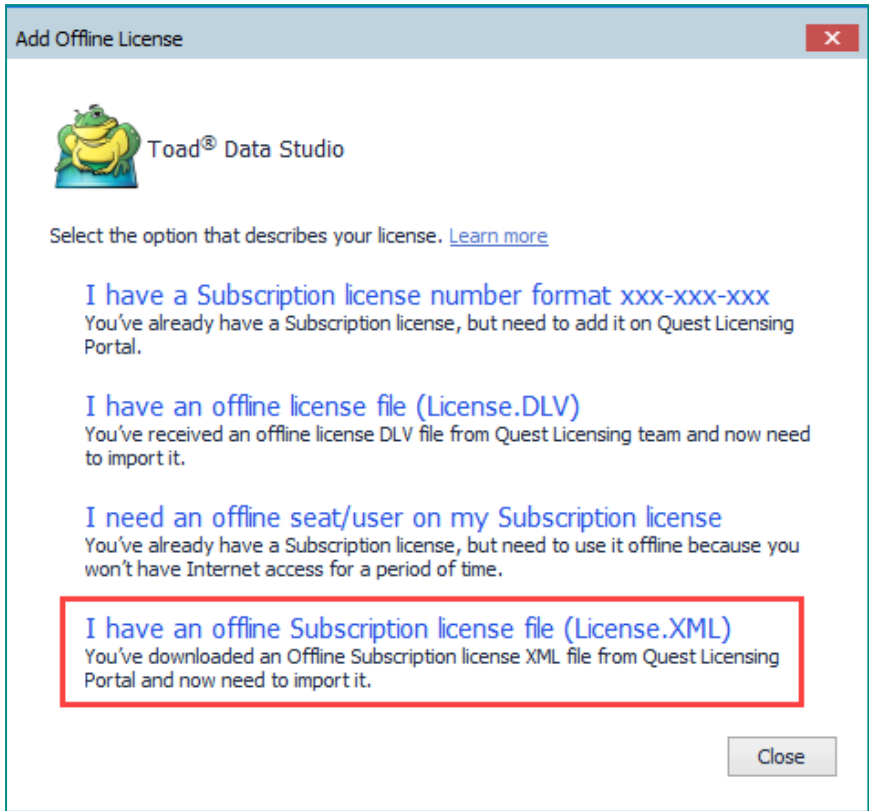 Add Offline License
Toad® Data Studio
Select the option that describes your license. Learn more
I have a Subscription license number format xxx-xxx-xxx
You've already have a Subscription license, but need to add it on Quest Licensing
Portal.
I have an offline license file (License.DLV)
You've received an offline license DLV file from Quest Licensing team and now need
to import it.
I need an offline seat/user on my Subscription license
You've already have a Subscription license, but need to use it offline because you
won't have Internet access for a period of time.
I have an offline Subscription license file (License.XML)
You've downloaded an Offline Subscription license XML file from Quest Licensing
Portal and now need to import it.
Close